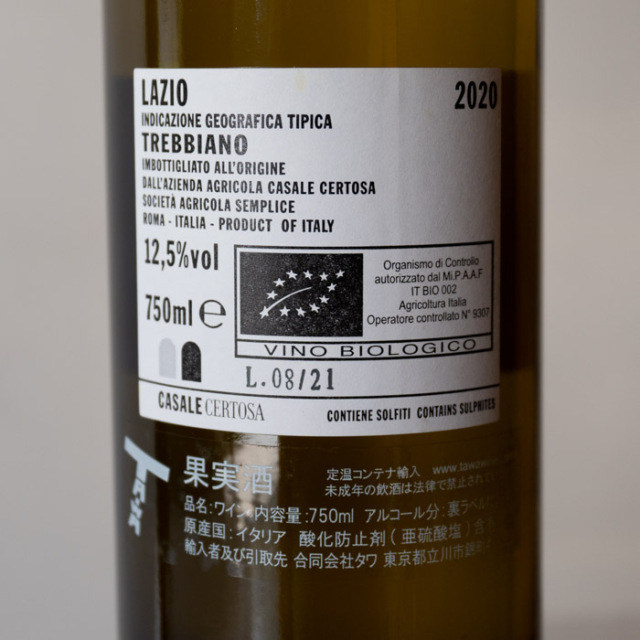 LAZIO 2020
INDICAZIONE GEOGRAFICA TIPICA
TREBBIANO
IMBOTTIGLIATO ALL'ORIGINE
DALL'AZIENDA AGRICOLA CASALE CERTOSA
SOCIETÀ AGRICOLA SEMPLICE
ROMA - ITALIA - PRODUCT OF ITALY
12,5%vol
750ml e
Organismo di Controllo
autorizzato dal Mi.P.A.A.F
IT BIO 002
Agricoltura Italia
Operatore controllato N° 9307
VINO BIOLOGICO
L.08/21
CASALE CERTOSA
CONTIENE SOLFITI CONTAINS SULPHITES
果実酒
定温コンテナ輸入 www.tawa
未成年の飲酒は法律で禁止され
品名:ワイン・内容量:750ml アルコール分:裏ラベル
原産国:イタリア 酸化防止剤(亜硫酸塩)含
輸入者及び引取先 合同会社タワ 東京都立川市